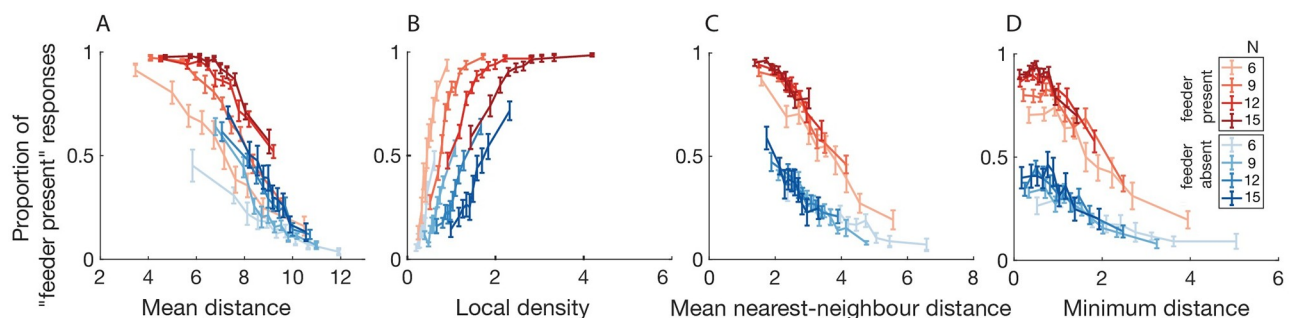 A
B
C
D
Proportion of
"feeder present" responses
1
0.5
0
2 4 6 8 10 12
Mean distance
1
0.5
0
0 2 4 6
Local density
1
0.5
0
0 2 4 6 8
Mean nearest-neighbour distance
1
0.5
0
0 2 4 6
Minimum distance
N
feeder
present
6
9
12
15
feeder
absent
6
9
12
15